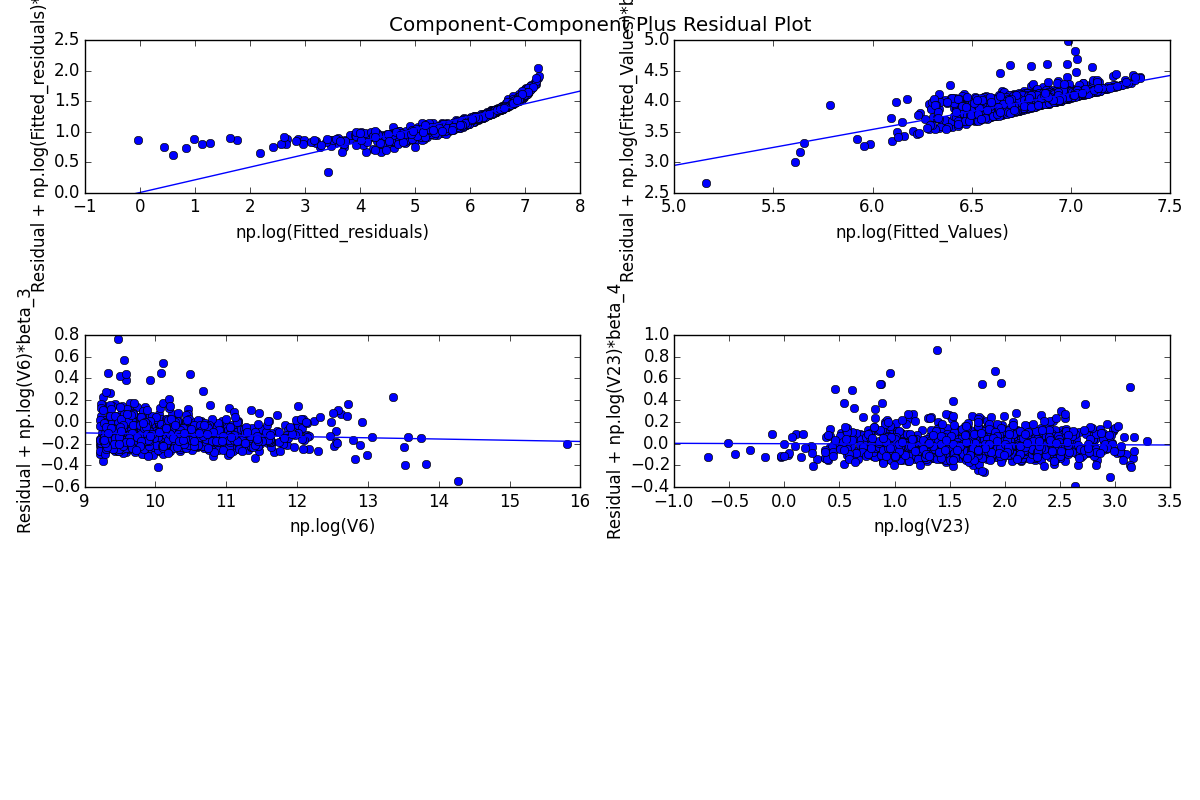 Component-Component Plus Residual Plot
Residual + np.log(Fitted_residuals)*
2.5
2.0
1.5
1.0
0.5
0.0
−1 0 1 2 3 4 5 6 7 8
np.log(Fitted_residuals)
Residual + np.log(Fitted_Values)*b
5.0
4.5
4.0
3.5
3.0
2.5
5.0 5.5 6.0 6.5 7.0 7.5
np.log(Fitted_Values)
Residual + np.log(V6)*beta_3
0.8
0.6
0.4
0.2
0.0
−0.2
−0.4
−0.6
9 10 11 12 13 14 15 16
np.log(V6)
Residual + np.log(V23)*beta_4
1.0
0.8
0.6
0.4
0.2
0.0
−0.2
−0.4
−1.0 −0.5 0.0 0.5 1.0 1.5 2.0 2.5 3.0 3.5
np.log(V23)